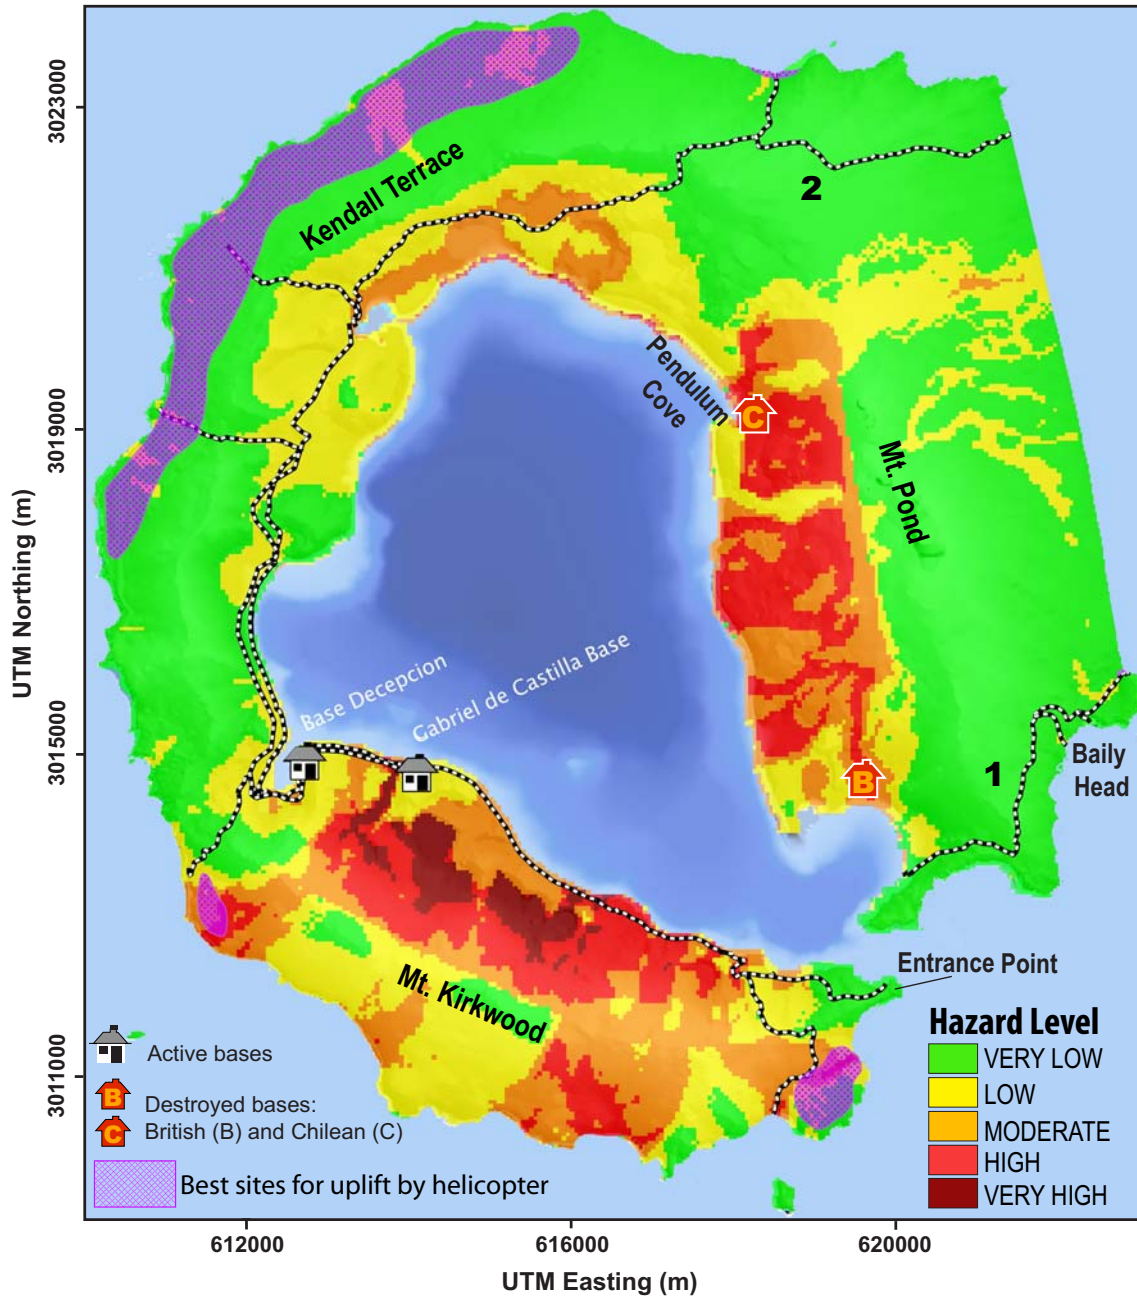 3023000
Kendall Terrace
2
Pendulum
Cove
C
3019000
Mt. Pond
UTM Northing (m)
Base Decepcion
Gabriel de Castilla Base
3015000
B
1
Baily
Head
Entrance Point
Mt. Kirkwood
3011000
Active bases
B
Destroyed bases:
C
British (B) and Chilean (C)
Best sites for uplift by helicopter
Hazard Level
VERY LOW
LOW
MODERATE
HIGH
VERY HIGH
612000
616000
620000
UTM Easting (m)